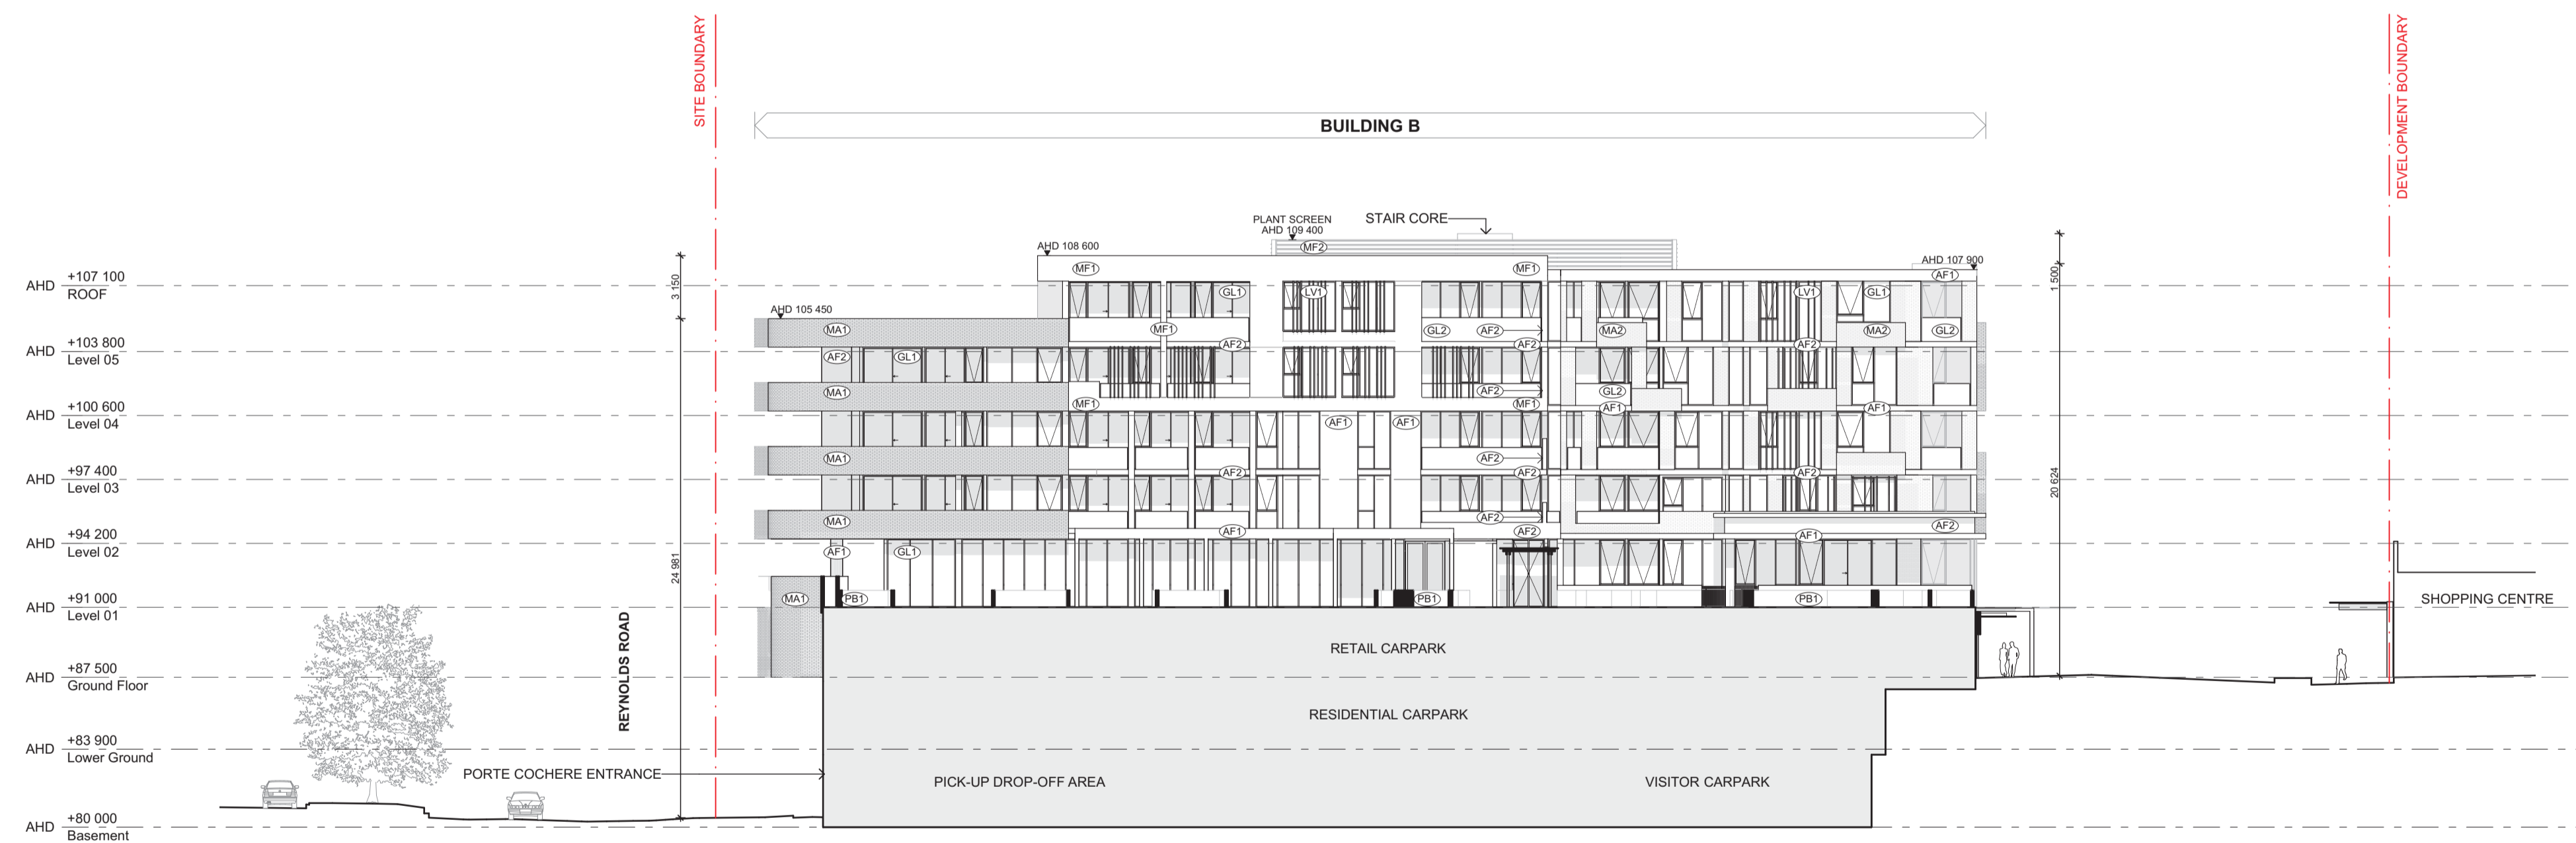 SITE BOUNDARY
DEVELOPMENT BOUNDARY
BUILDING B
PLANT SCREEN
AHD 109 400
STAIR CORE
MF2
AHD 108 600
AHD 107 900
MF1
MF1
AF1
AHD +107 100
ROOF
3 150
1 500
GL1
LV1
LV1
GL1
AHD 105 450
MA1
MF1
GL2
AF2
MA2
MA2
GL2
AHD +103 800
Level 05
AF2
GL1
AF2
AF2
AF2
MA1
AF2
GL2
MF1
MF1
AF1
AF1
AHD +100 600
Level 04
AF1
AF1
MA1
AF2
AF2
AF2
AF2
AHD +97 400
Level 03
20 624
MA1
AF2
AF2
AF1
AF2
AF1
AHD +94 200
Level 02
AF1
GL1
24 981
MA1
PB1
PB1
PB1
SHOPPING CENTRE
AHD +91 000
Level 01
REYNOLDS ROAD
RETAIL CARPARK
AHD +87 500
Ground Floor
RESIDENTIAL CARPARK
AHD +83 900
Lower Ground
PORTE COCHERE ENTRANCE
PICK-UP DROP-OFF AREA
VISITOR CARPARK
AHD +80 000
Basement